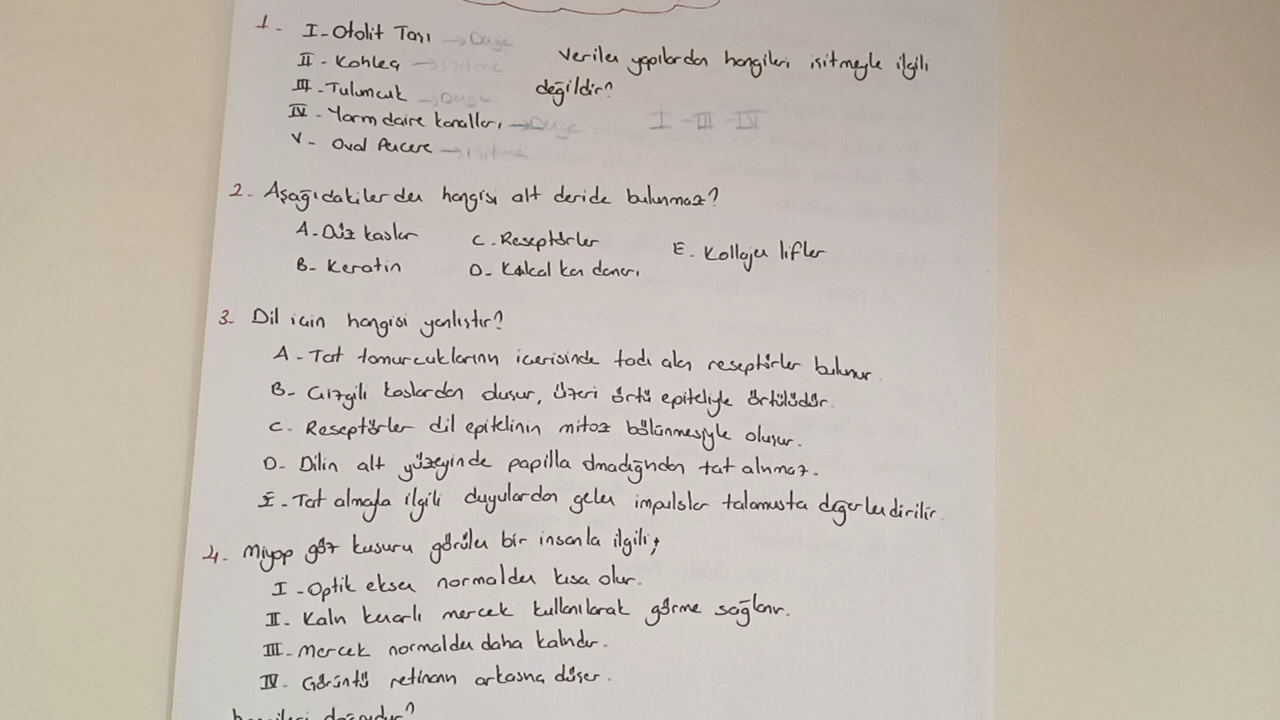 1- I- Otolit Taşı → Denge
II- Kohlea → işitme
III- Tulumcuk → Denge
IV- Yarım daire kanalları → Denge
V- Oval Pencere → işitme
Verilen yapılardan hangileri işitmeyle ilgili
değildir?
I - III - IV
2- Aşağıdakilerden hangisi alt deride bulunmaz?
A- Düz kaslar
B- Keratin
C- Reseptörler
D- Kılcal kan damarı
E. Kollajen lifler
3- Dil için hangisi yanlıştır?
A- Tat tomurcuklarının içerisinde tadı alan reseptörler bulunur.
B- Çizgili kaslardan oluşur, üzeri örtü epiteliyle örtülüdür.
C. Reseptörler dil epitelinin mitoz bölünmesiyle oluşur.
D- Dilin alt yüzeyinde papilla olmadığından tat alınmaz.
E- Tat almayla ilgili duyulardan gelen impulslar talamusta değerlendirilir.
4- Miyop göz kusuru görülen bir insanla ilgili;
I- Optik eksen normalden kısa olur.
II- Kalın kenarlı mercek kullanılarak görme sağlanır.
III- Mercek normalden daha kalındır.
IV- Görüntü retinanın arkasına düşer.
hangileri doğrudur?